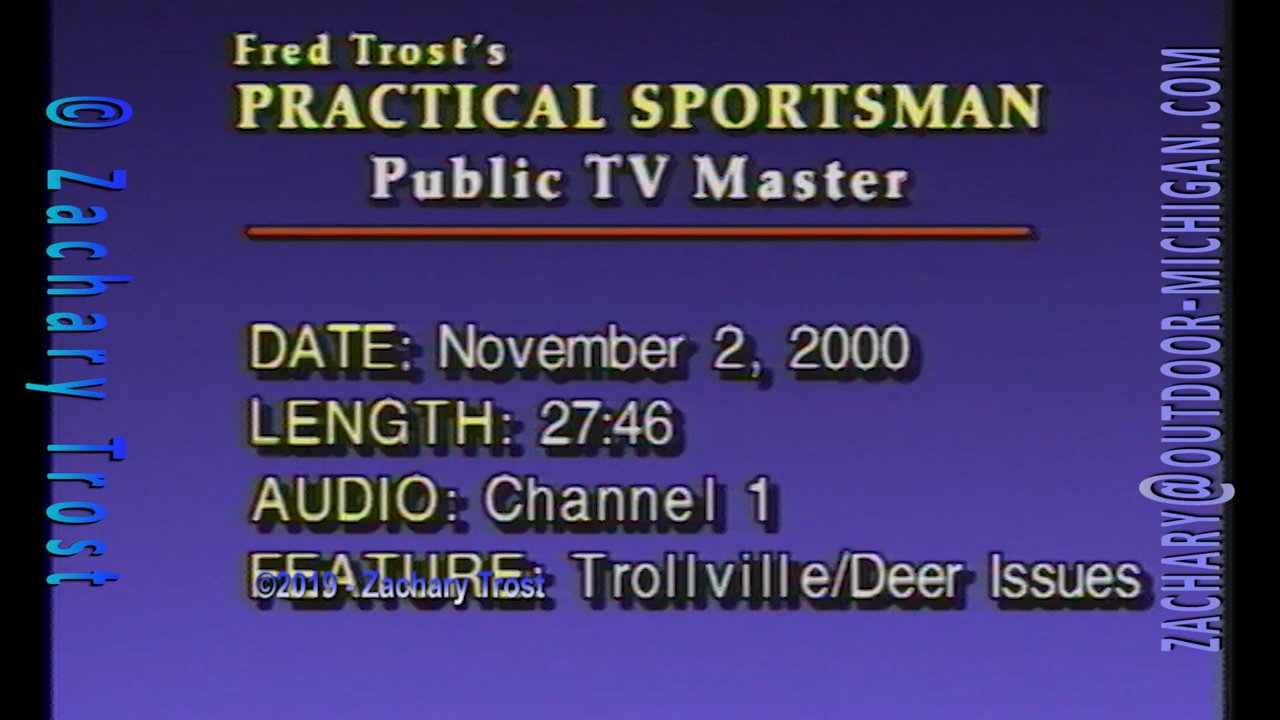 Fred Trost's
PRACTICAL SPORTSMAN
Public TV Master
DATE: November 2, 2000
LENGTH: 27:46
AUDIO: Channel 1
FEATURE: Trollville/Deer Issues
©2019 - Zachary Trost
© Zachary Trost
ZACHARY@OUTDOOR-MICHIGAN.COM